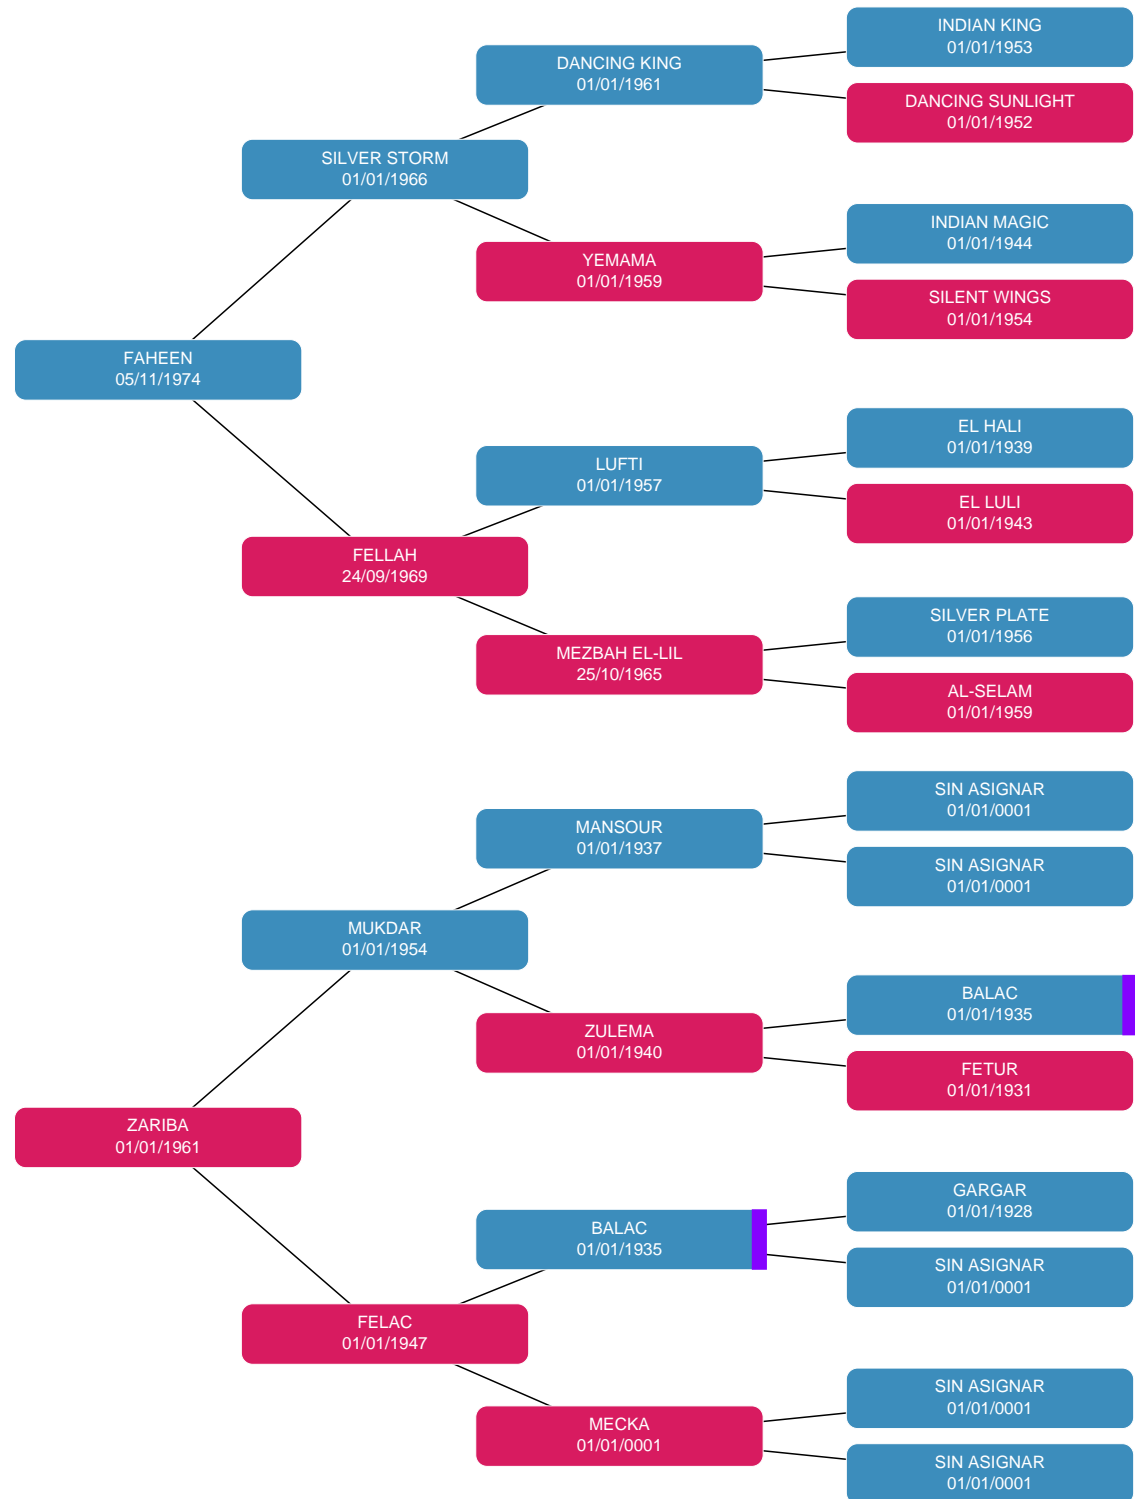 INDIAN KING
01/01/1953
DANCING KING
01/01/1961
DANCING SUNLIGHT
01/01/1952
SILVER STORM
01/01/1966
INDIAN MAGIC
01/01/1944
YEMAMA
01/01/1959
SILENT WINGS
01/01/1954
FAHEEN
05/11/1974
EL HALI
01/01/1939
LUFTI
01/01/1957
EL LULI
01/01/1943
FELLAH
24/09/1969
SILVER PLATE
01/01/1956
MEZBAH EL-LIL
25/10/1965
AL-SELAM
01/01/1959
SIN ASIGNAR
01/01/0001
MANSOUR
01/01/1937
SIN ASIGNAR
01/01/0001
MUKDAR
01/01/1954
BALAC
01/01/1935
ZULEMA
01/01/1940
FETUR
01/01/1931
ZARIBA
01/01/1961
GARGAR
01/01/1928
BALAC
01/01/1935
SIN ASIGNAR
01/01/0001
FELAC
01/01/1947
SIN ASIGNAR
01/01/0001
MECKA
01/01/0001
SIN ASIGNAR
01/01/0001